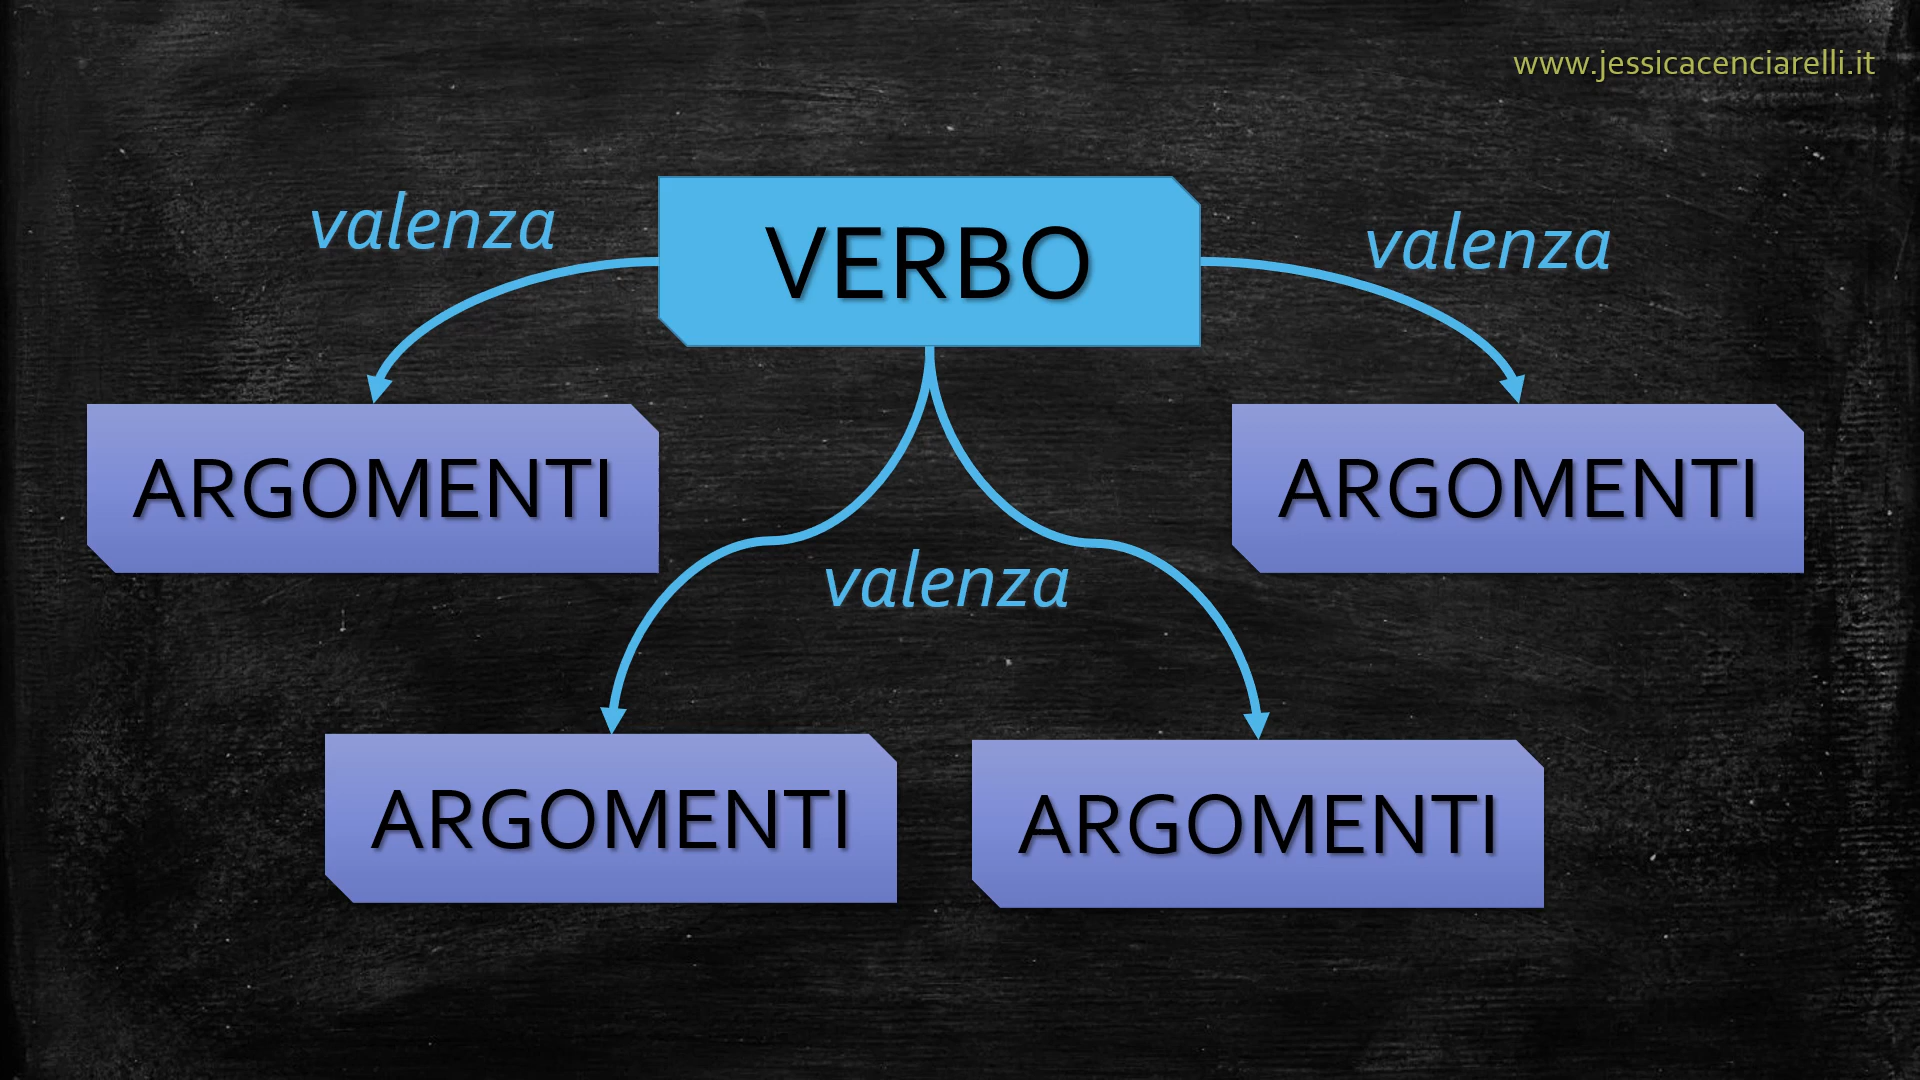 www.jessicacenciarelli.it
valenza
VERBO
valenza
ARGOMENTI
ARGOMENTI
valenza
ARGOMENTI
ARGOMENTI